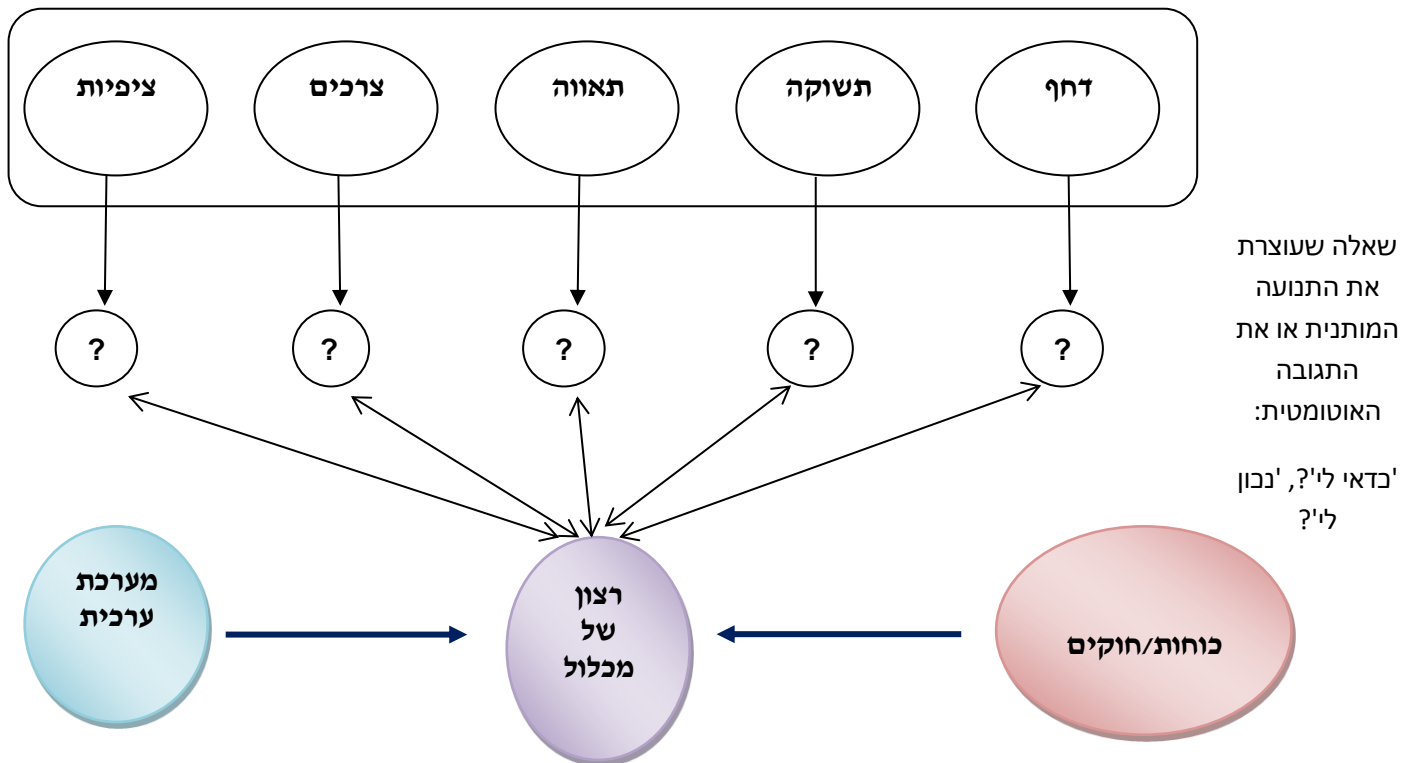 דחף
תשוקה
תאווה
צרכים
ציפיות
?
?
?
?
?
שאלה שעוצרת
את התנועה
המותנית או את
התגובה
האוטומטית:
'כדאי לי'?, 'נכון
לי'?
כוחות/חוקים
רצון
של
מכלול
מערכת
ערכית